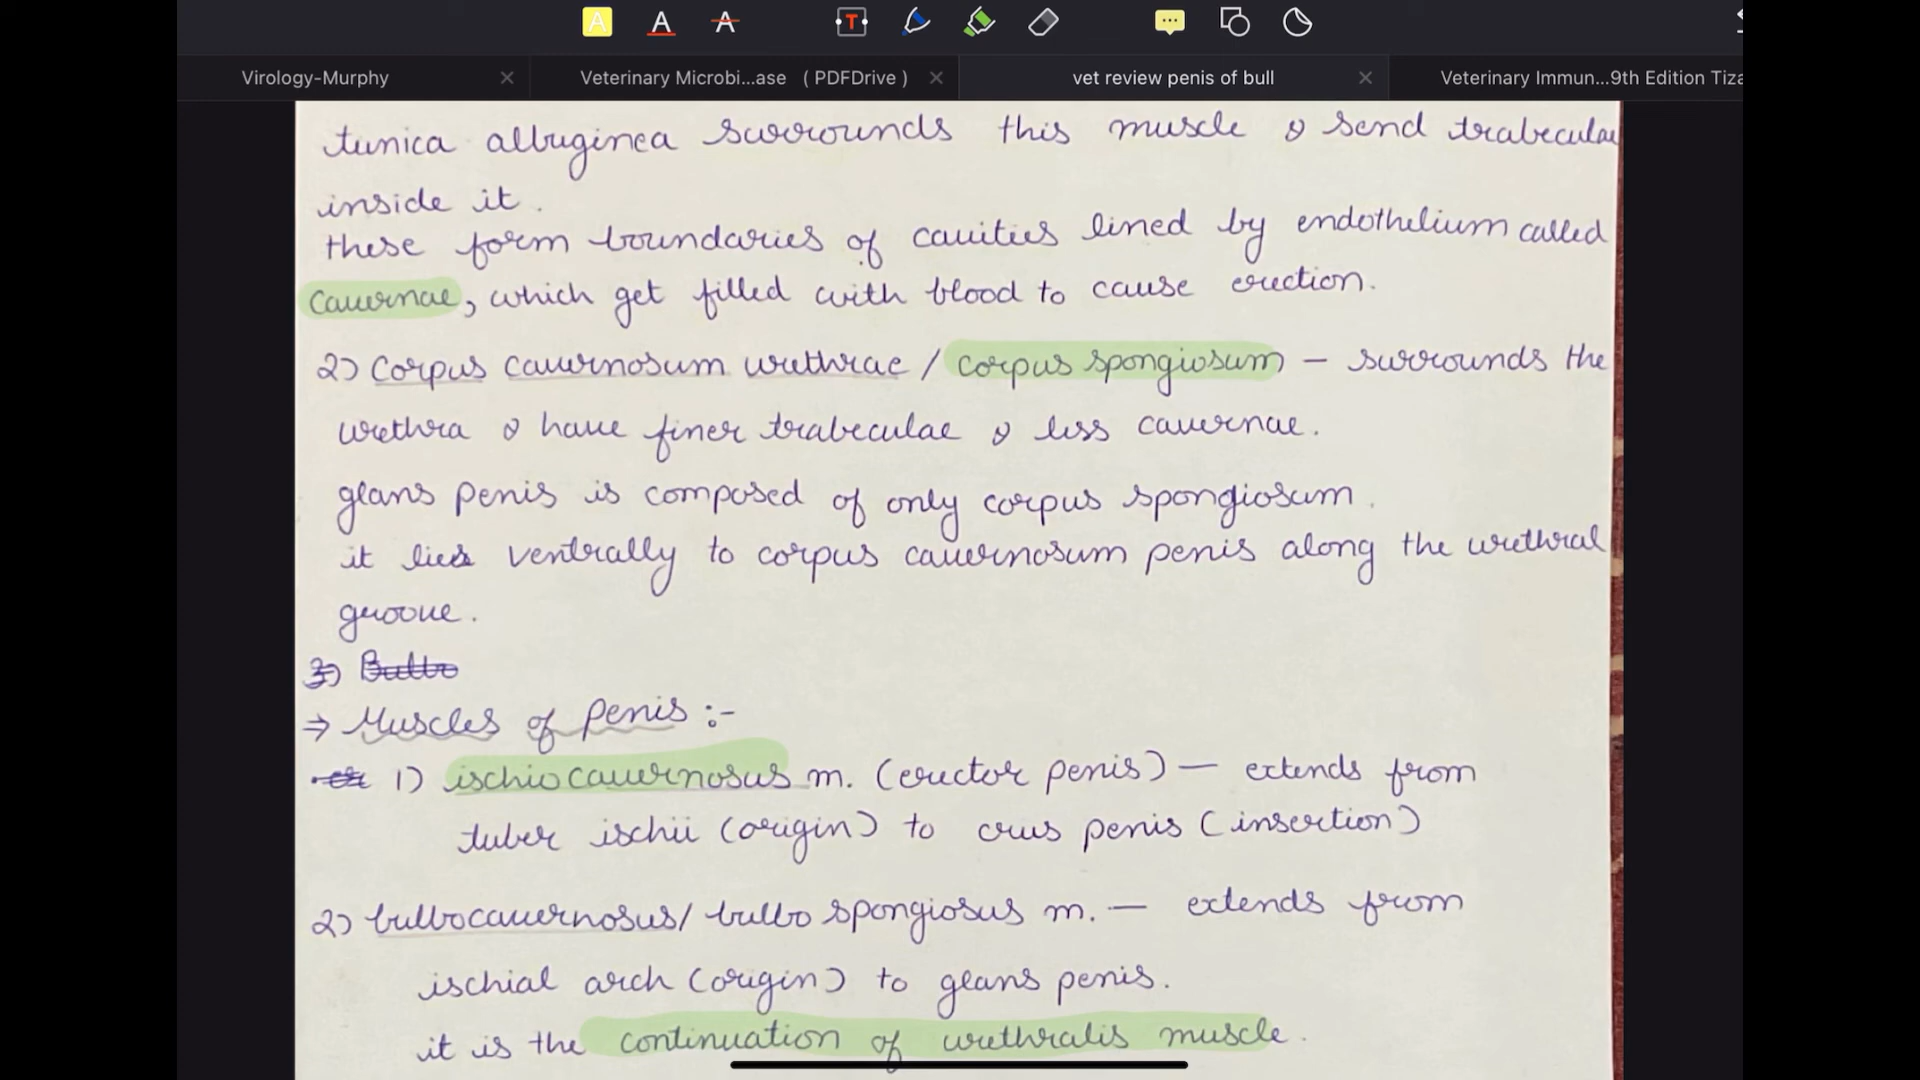 A A A T
Virology-Murphy × Veterinary Microbi...ase ( PDFDrive ) × vet review penis of bull × Veterinary Immun...9th Edition Tiza
tunica albuginea surrounds this muscle & send trabeculae
inside it.
these form boundaries of cavities lined by endothelium called
cavernae, which get filled with blood to cause erection.
2) Corpus cavernosum urethrae / corpus spongiosum – surrounds the
urethra & have finer trabeculae & less cavernae.
glans penis is composed of only corpus spongiosum.
it lies ventrally to corpus cavernosum penis along the urethral
groove.
3) Bulbo
⇒ Muscles of Penis :-
1) ischiocavernosus m. (erector penis) – extends from
tuber ischii (origin) to crus penis (insertion)
2) bulbocavernosus/ bulbo spongiosus m. – extends from
ischial arch (origin) to glans penis.
it is the continuation of urethralis muscle.